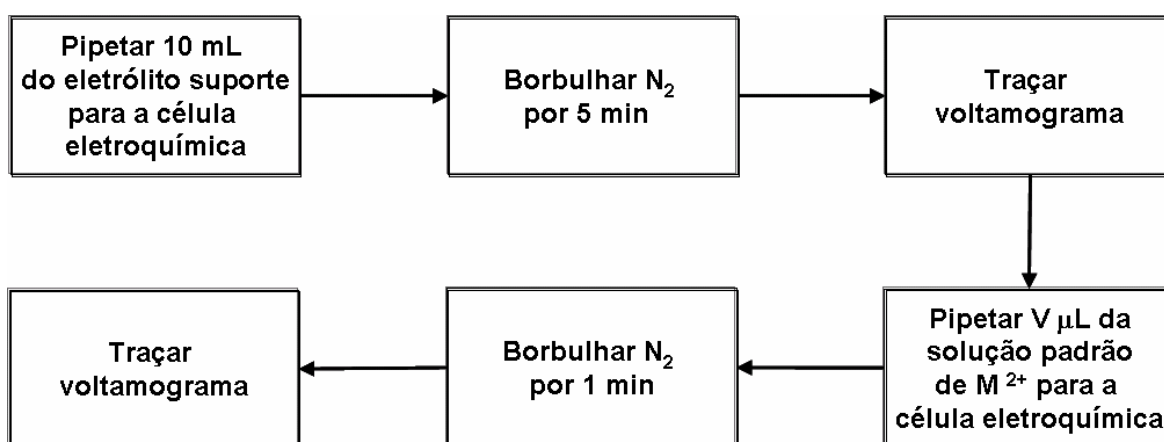 Pipetar 10 mL
do eletrólito suporte
para a célula
eletroquímica
Borbulhar N₂
por 5 min
Traçar
voltamograma
Pipetar V µL da
solução padrão
de M ²⁺ para a
célula eletroquímica
Borbulhar N₂
por 1 min
Traçar
voltamograma